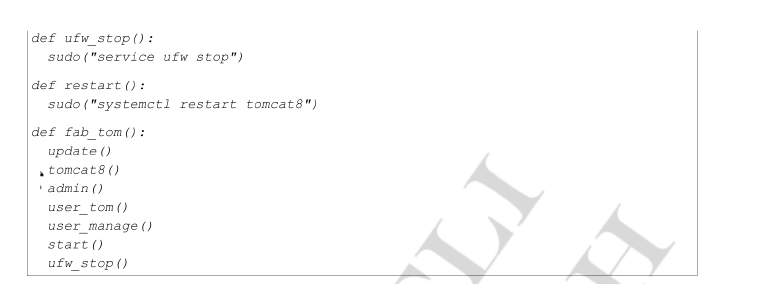 def ufw_stop():
  sudo("service ufw stop")
def restart():
  sudo("systemctl restart tomcat8")
def fab_tom():
  update()
  tomcat8()
  admin()
  user_tom()
  user_manage()
  start()
  ufw_stop()